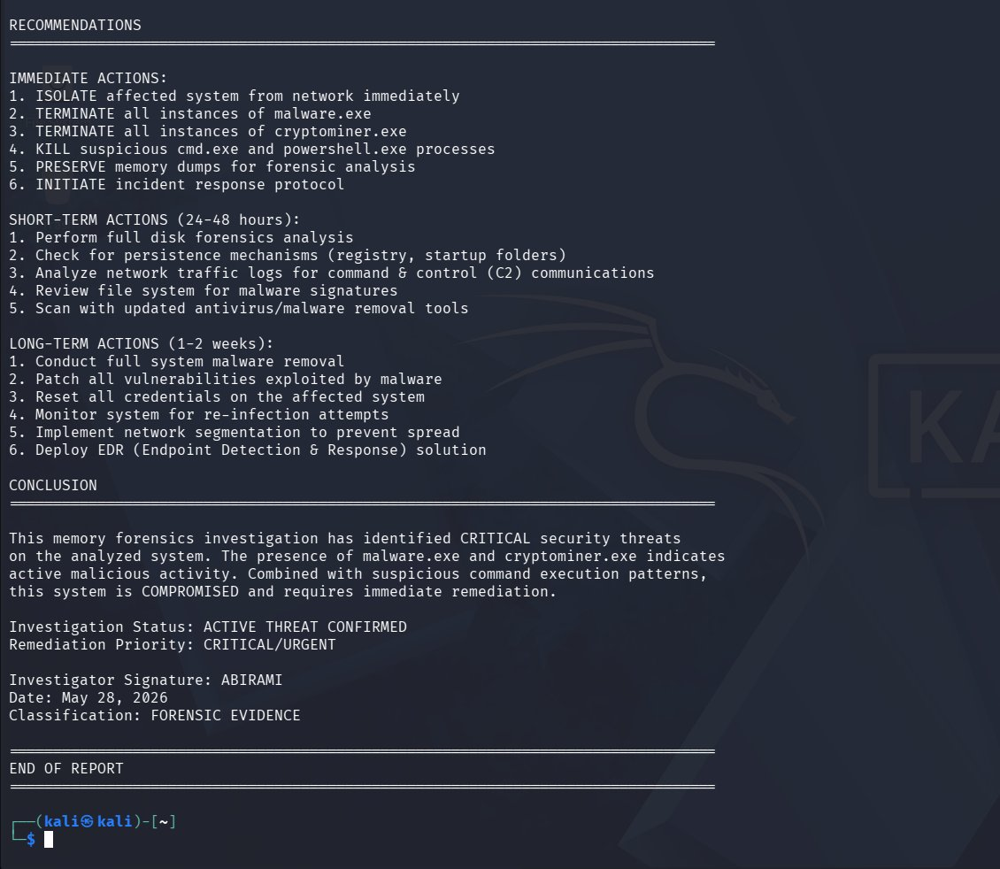 RECOMMENDATIONS
================================================================================
IMMEDIATE ACTIONS:
1. ISOLATE affected system from network immediately
2. TERMINATE all instances of malware.exe
3. TERMINATE all instances of cryptominer.exe
4. KILL suspicious cmd.exe and powershell.exe processes
5. PRESERVE memory dumps for forensic analysis
6. INITIATE incident response protocol
SHORT-TERM ACTIONS (24-48 hours):
1. Perform full disk forensics analysis
2. Check for persistence mechanisms (registry, startup folders)
3. Analyze network traffic logs for command & control (C2) communications
4. Review file system for malware signatures
5. Scan with updated antivirus/malware removal tools
LONG-TERM ACTIONS (1-2 weeks):
1. Conduct full system malware removal
2. Patch all vulnerabilities exploited by malware
3. Reset all credentials on the affected system
4. Monitor system for re-infection attempts
5. Implement network segmentation to prevent spread
6. Deploy EDR (Endpoint Detection & Response) solution
CONCLUSION
================================================================================
This memory forensics investigation has identified CRITICAL security threats
on the analyzed system. The presence of malware.exe and cryptominer.exe indicates
active malicious activity. Combined with suspicious command execution patterns,
this system is COMPROMISED and requires immediate remediation.
Investigation Status: ACTIVE THREAT CONFIRMED
Remediation Priority: CRITICAL/URGENT
Investigator Signature: ABIRAMI
Date: May 28, 2026
Classification: FORENSIC EVIDENCE
================================================================================
END OF REPORT
================================================================================
┌──(kali㉿kali)-[~]
└─$
KA